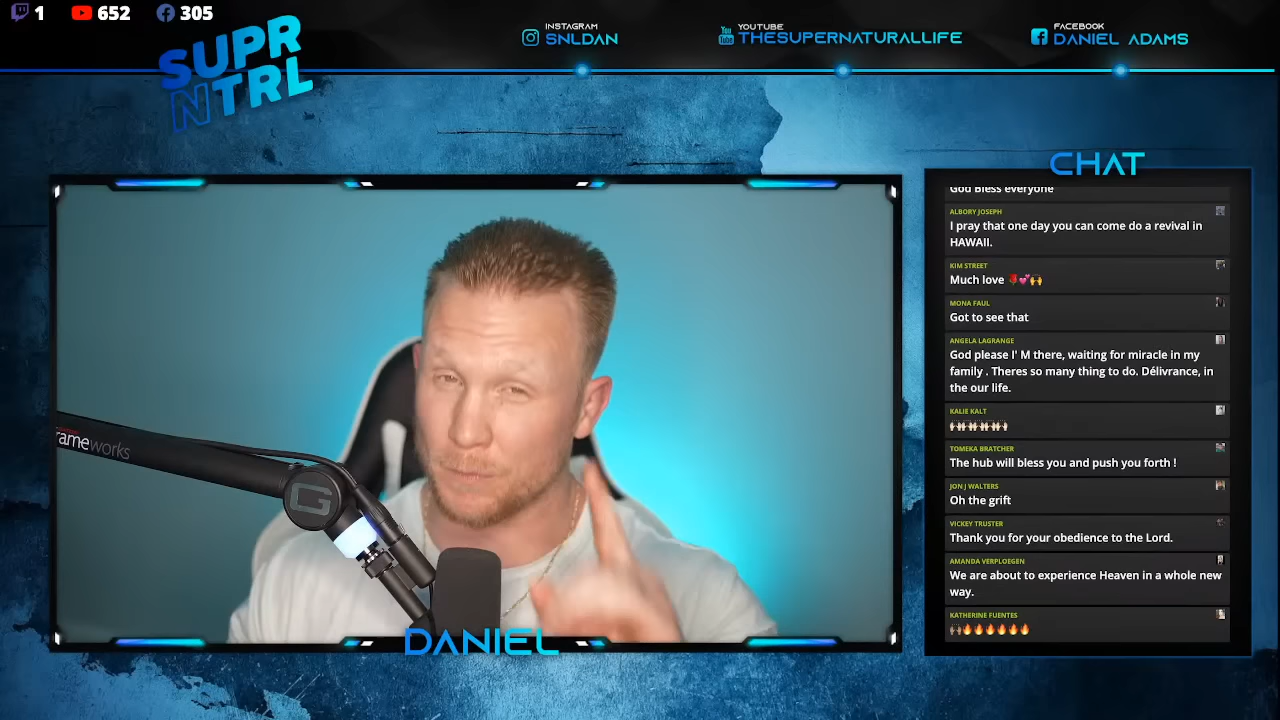 1 652 305
SUPR
NTRL
INSTAGRAM
SNLDAN
YOUTUBE
THESUPERNATURALLIFE
FACEBOOK
DANIEL ADAMS
CHAT
God Bless everyone
ALBORY JOSEPH
I pray that one day you can come do a revival in
HAWAII.
KIM STREET
Much love 🌹💕🙌
MONA FAUL
Got to see that
ANGELA LAGRANGE
God please I' M there, waiting for miracle in my
family . Theres so many thing to do. Délivrance, in
the our life.
KALIE KALT
🙌🏻🙌🏻🙌🏻🙌🏻🙌🏻
TOMEKA BRATCHER
The hub will bless you and push you forth !
JON J WALTERS
Oh the grift
VICKEY TRUSTER
Thank you for your obedience to the Lord.
AMANDA VERPLOEGEN
We are about to experience Heaven in a whole new
way.
KATHERINE FUENTES
🙌🏽🔥🔥🔥🔥🔥🔥
rameworks
G
DANIEL